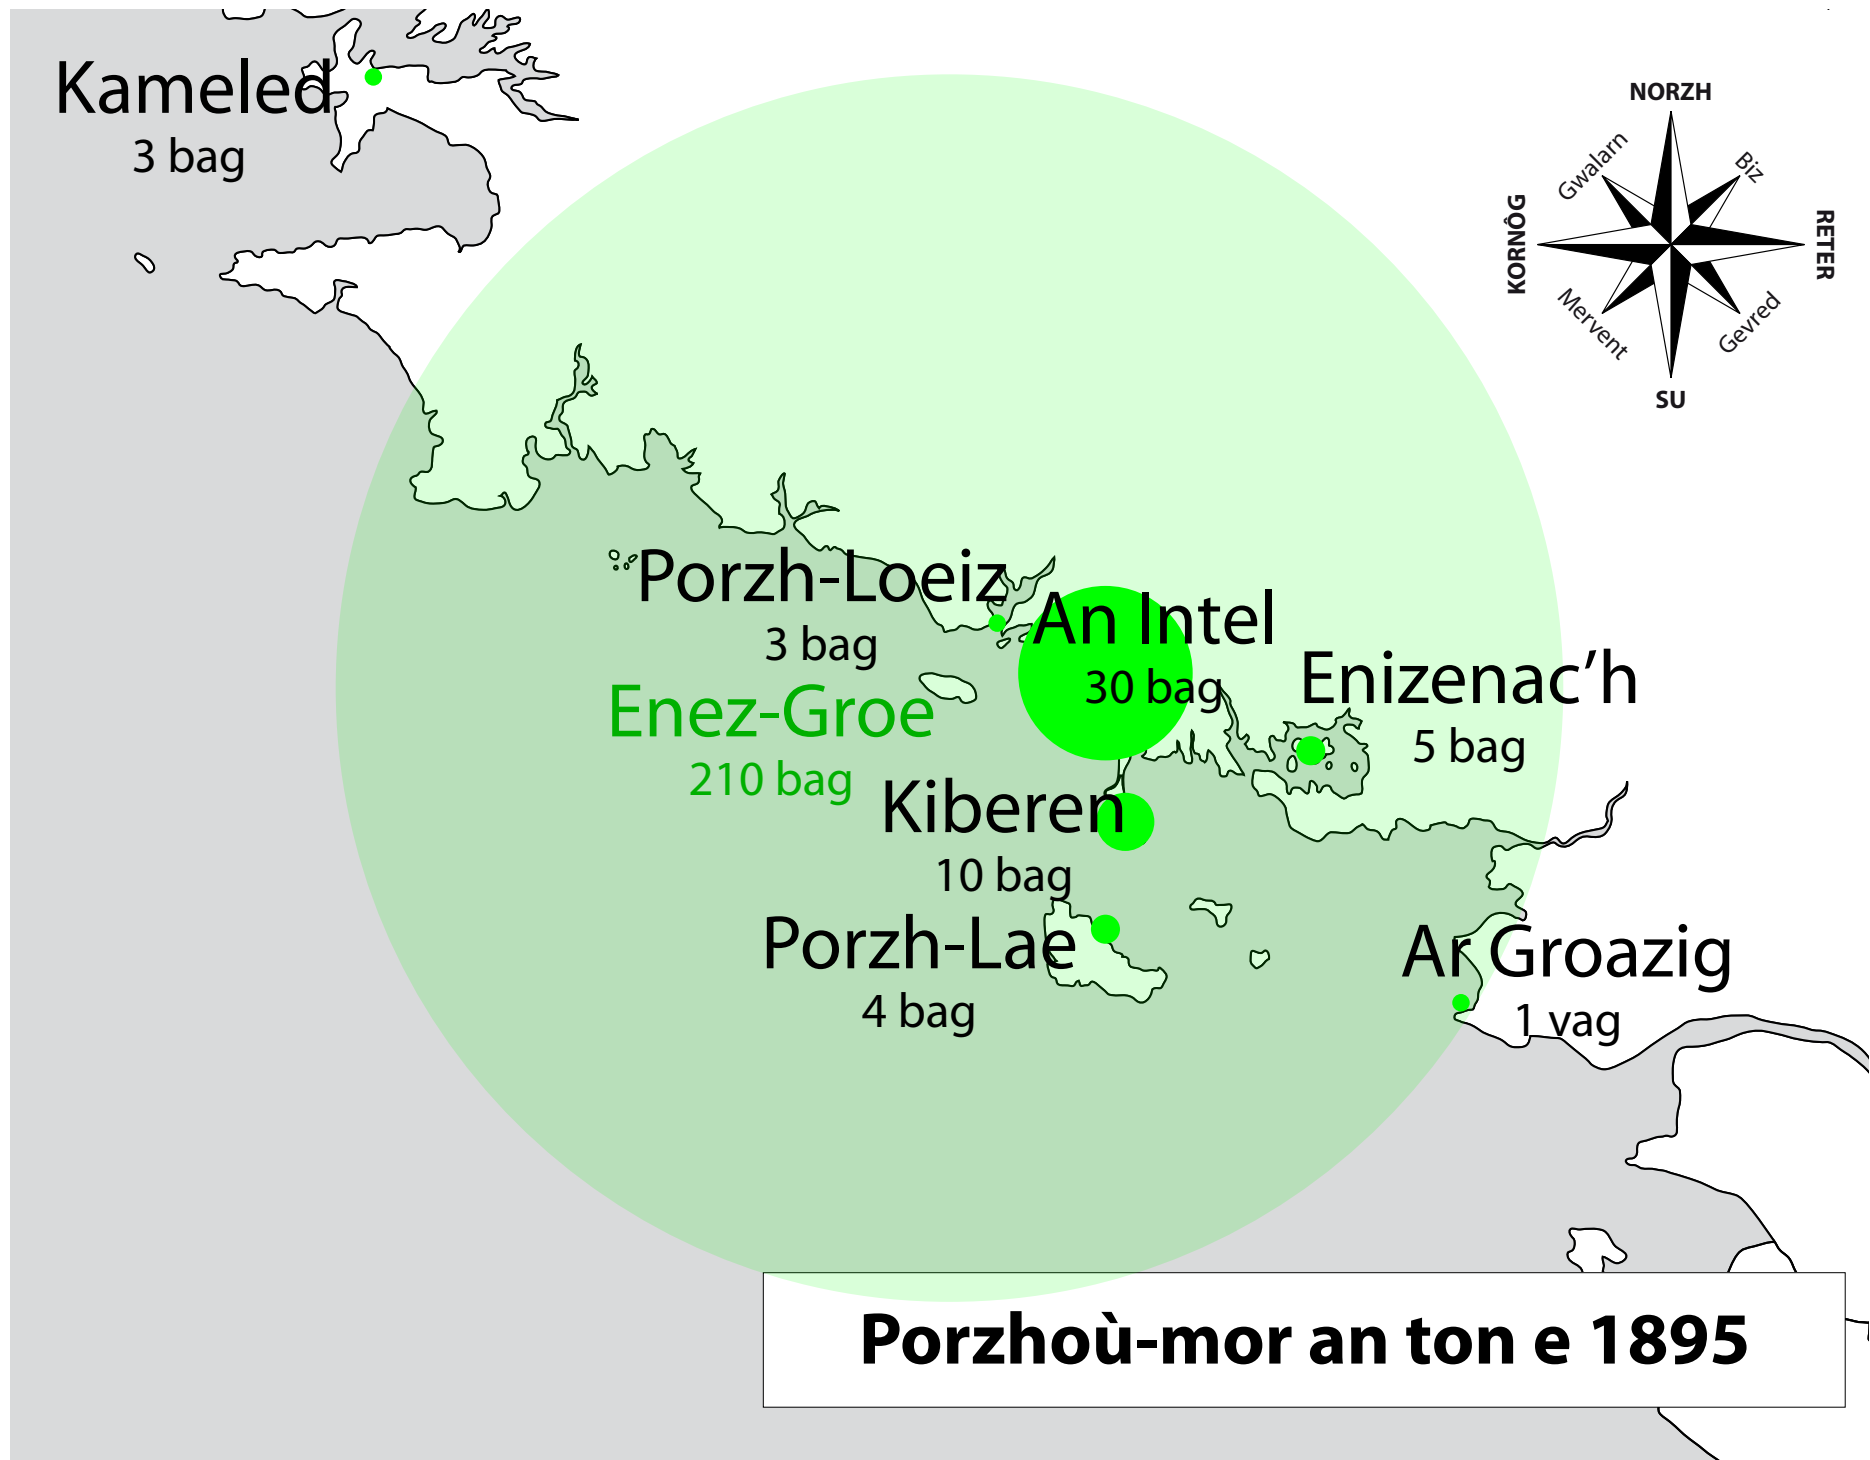 Kameled
3 bag
NORZH
Gwalarn
Biz
KORNÔG
RETER
Mervent
Gevred
SU
Porzh-Loeiz
3 bag
An Intel
30 bag
Enizenac’h
5 bag
Enez-Groe
210 bag
Kiberen
10 bag
Porzh-Lae
4 bag
Ar Groazig
1 vag
Porzhoù-mor an ton e 1895